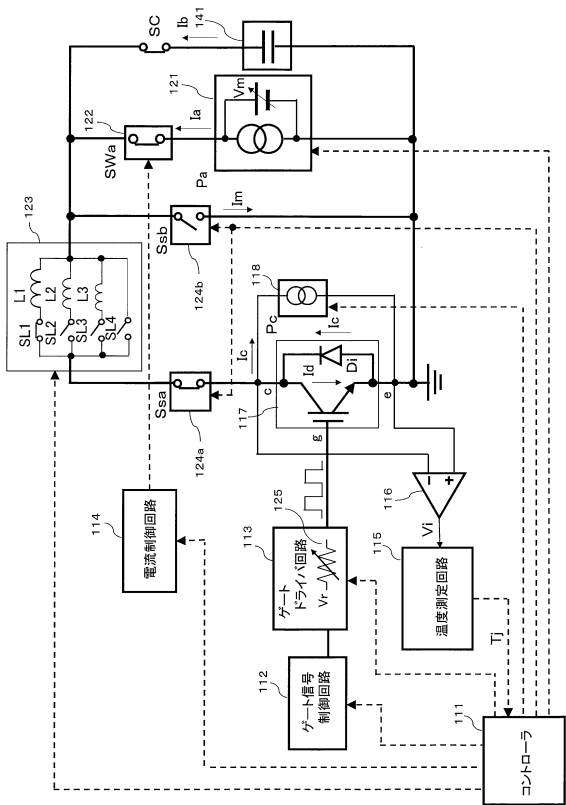 SC
Ib
141
121
Vm
Ia
122
SWa
Pa
123
Im
Ssb
124b
L1
L2
L3
SL1
SL2
SL3
SL4
118
Pc
Ic
Ic
Ssa
124a
c
Id
Di
e
117
g
116
−
+
Vi
115
温度測定回路
Tj
114
電流制御回路
113
ゲート
ドライバ回路
125
Vr
112
ゲート信号
制御回路
111
コントローラ